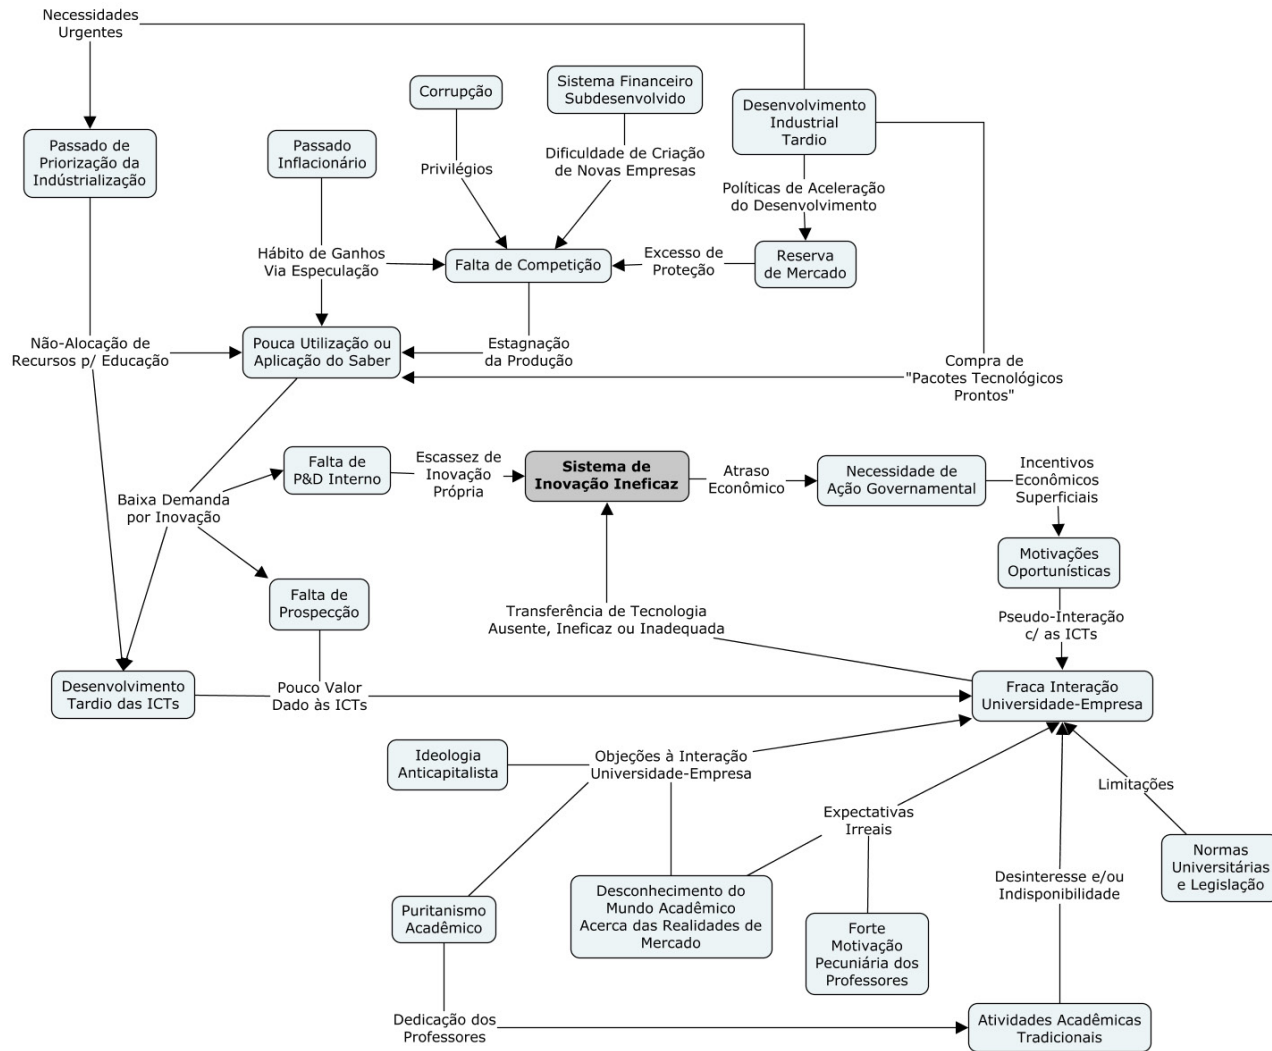 Necessidades
Urgentes
Corrupção
Sistema Financeiro
Subdesenvolvido
Desenvolvimento
Industrial
Tardio
Passado de
Priorização da
Indústrialização
Passado
Inflacionário
Privilégios
Dificuldade de Criação
de Novas Empresas
Políticas de Aceleração
do Desenvolvimento
Hábito de Ganhos
Via Especulação
Falta de Competição
Excesso de
Proteção
Reserva
de Mercado
Não-Alocação de
Recursos p/ Educação
Pouca Utilização ou
Aplicação do Saber
Estagnação
da Produção
Compra de
"Pacotes Tecnológicos
Prontos"
Falta de
P&D Interno
Escassez de
Inovação
Própria
Sistema de
Inovação Ineficaz
Atraso
Econômico
Necessidade de
Ação Governamental
Incentivos
Econômicos
Superficiais
Baixa Demanda
por Inovação
Motivações
Oportunísticas
Falta de
Prospecção
Transferência de Tecnologia
Ausente, Ineficaz ou Inadequada
Pseudo-Interação
c/ as ICTs
Desenvolvimento
Tardio das ICTs
Pouco Valor
Dado às ICTs
Fraca Interação
Universidade-Empresa
Ideologia
Anticapitalista
Objeções à Interação
Universidade-Empresa
Limitações
Expectativas
Irreais
Normas
Universitárias
e Legislação
Puritanismo
Acadêmico
Desconhecimento do
Mundo Acadêmico
Acerca das Realidades de
Mercado
Desinteresse e/ou
Indisponibilidade
Forte
Motivação
Pecuniária dos
Professores
Dedicação dos
Professores
Atividades Acadêmicas
Tradicionais